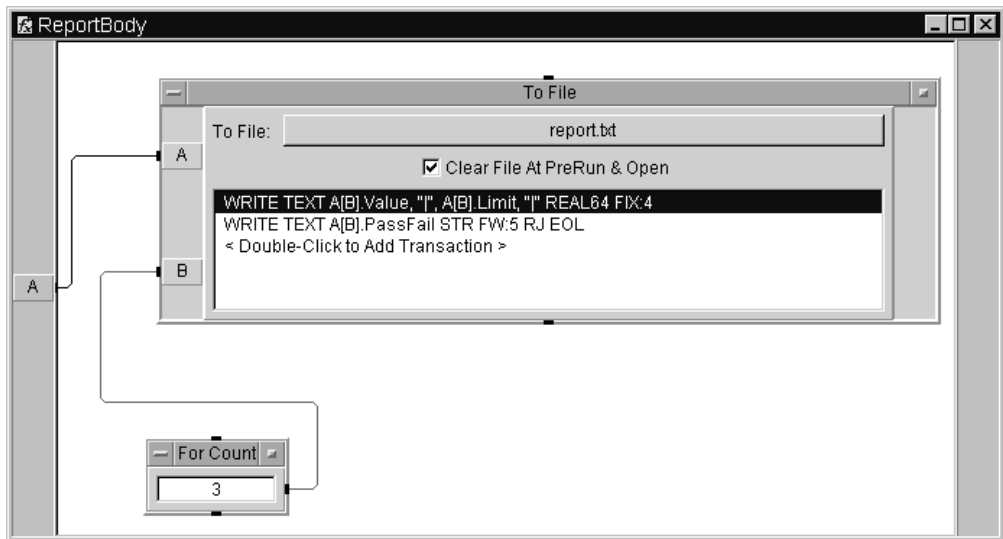 ReportBody
To File
To File: report.txt
A
Clear File At PreRun & Open
WRITE TEXT A[B].Value, "|", A[B].Limit, "|" REAL64 FIX:4
WRITE TEXT A[B].PassFail STR FW:5 RJ EOL
< Double-Click to Add Transaction >
B
A
For Count
3